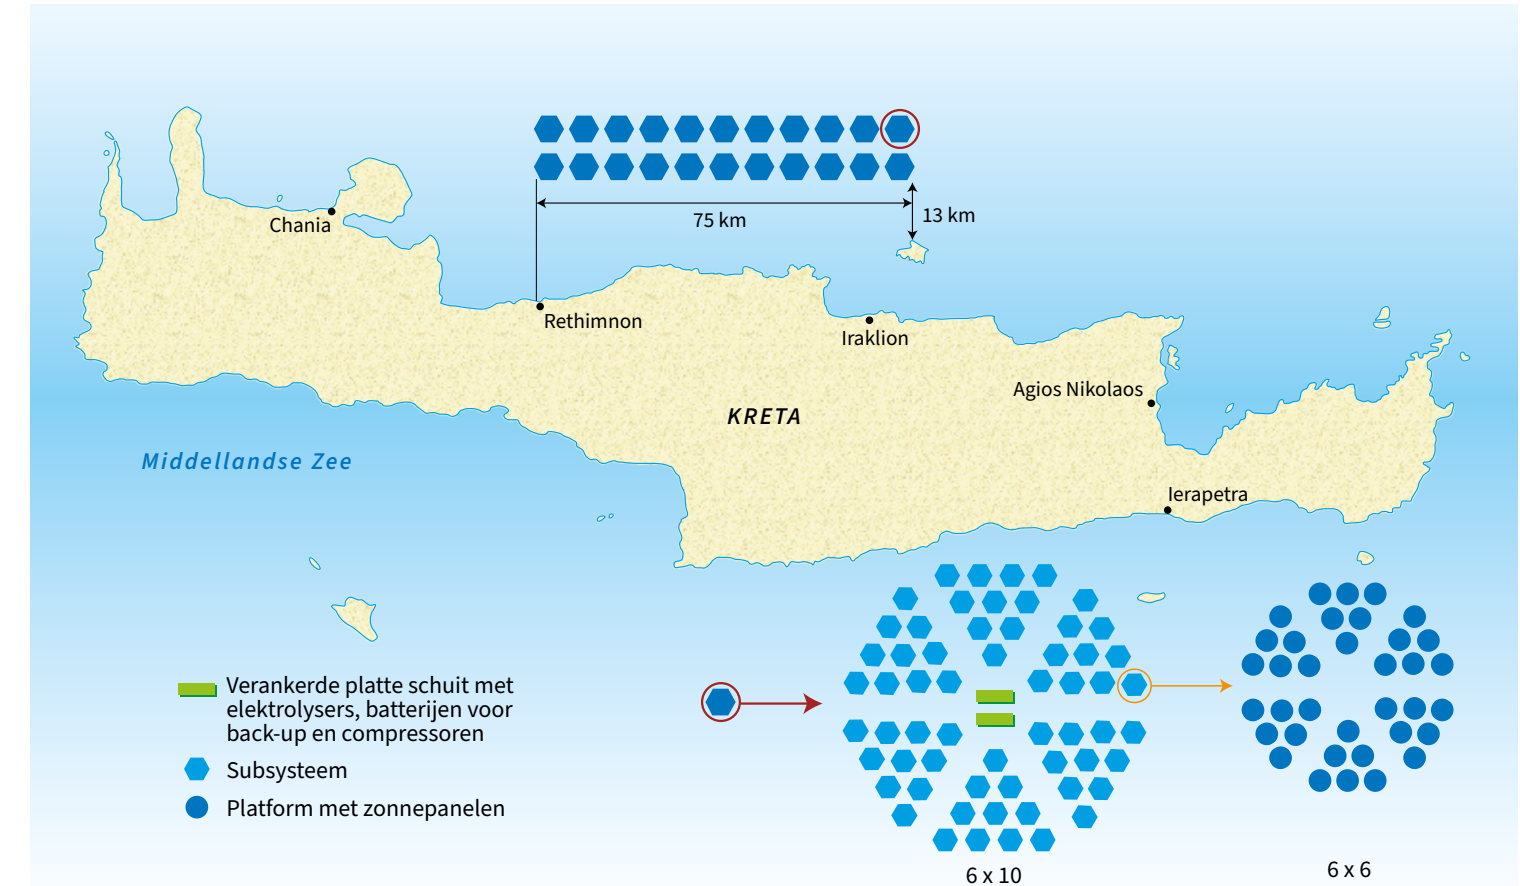 75 km
13 km
Chania
Rethimnon
Iraklion
Agios Nikolaos
KRETA
Middellandse Zee
Ierapetra
Verankerde platte schuit met
elektrolysers, batterijen voor
back-up en compressoren
Subsysteem
Platform met zonnepanelen
6 x 10
6 x 6